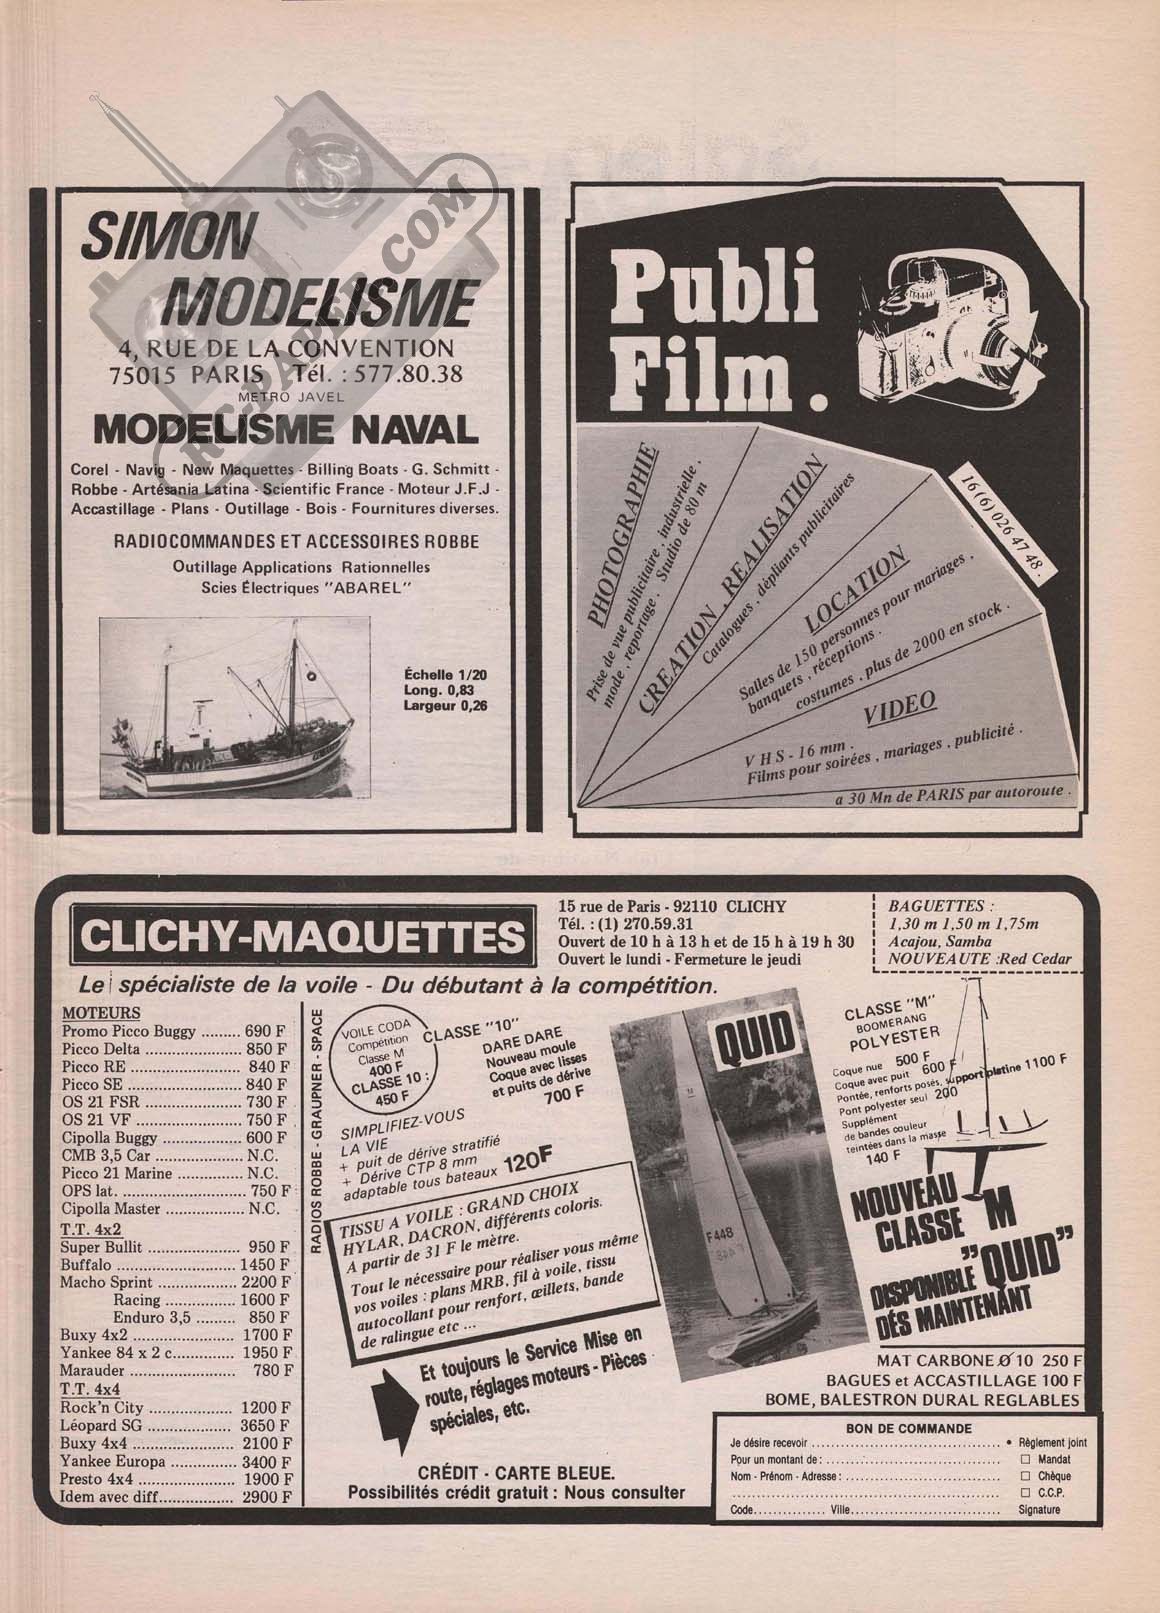 SIMON
MODELISME
4, RUE DE LA CONVENTION
75015 PARIS Tél. : 577.80.38
METRO JAVEL
MODELISME NAVAL
Corel - Navig - New Maquettes - Billing Boats - G. Schmitt -
Robbe - Artésania Latina - Scientific France - Moteur J.F.J -
Accastillage - Plans - Outillage - Bois - Fournitures diverses.
RADIOCOMMANDES ET ACCESSOIRES ROBBE
Outillage Applications Rationnelles
Scies Électriques "ABAREL"
Échelle 1/20
Long. 0,83
Largeur 0,26
RC-PAPER.COM
Publi
Film.
16 (6) 026 47 48.
PHOTOGRAPHIE
Prise de vue publicitaire, industrielle,
mode, reportage. Studio de 80 m
CREATION. REALISATION
Catalogues, dépliants publicitaires
LOCATION
Salles de 150 personnes pour mariages,
banquets, réceptions.
costumes, plus de 2000 en stock.
VIDEO
V H S - 16 mm.
Films pour soirées, mariages, publicité.
a 30 Mn de PARIS par autoroute.
CLICHY-MAQUETTES
15 rue de Paris - 92110 CLICHY
Tél. : (1) 270.59.31
Ouvert de 10 h à 13 h et de 15 h à 19 h 30
Ouvert le lundi - Fermeture le jeudi
BAGUETTES :
1,30 m 1,50 m 1,75m
Acajou, Samba
NOUVEAUTE :Red Cedar
Le spécialiste de la voile - Du débutant à la compétition.
MOTEURS
Promo Picco Buggy ......... 690 F
Picco Delta ...................... 850 F
Picco RE ......................... 840 F
Picco SE ......................... 840 F
OS 21 FSR ....................... 730 F
OS 21 VF ........................ 750 F
Cipolla Buggy .................. 600 F
CMB 3,5 Car .................... N.C.
Picco 21 Marine ............... N.C.
OPS lat. .......................... 750 F
Cipolla Master .................. N.C.
T.T. 4x2
Super Bullit ..................... 950 F
Buffalo ........................... 1450 F
Macho Sprint ................... 2200 F
Racing ................ 1600 F
Enduro 3,5 ......... 850 F
Buxy 4x2 ....................... 1700 F
Yankee 84 x 2 c.............. 1950 F
Marauder ........................ 780 F
T.T. 4x4
Rock'n City ................... 1200 F
Léopard SG ................... 3650 F
Buxy 4x4 ....................... 2100 F
Yankee Europa ............... 3400 F
Presto 4x4 ..................... 1900 F
Idem avec diff................. 2900 F
RADIOS ROBBE - GRAUPNER - SPACE
VOILE CODA
Compétition
Classe M
400 F
CLASSE 10 :
450 F
CLASSE "10"
DARE DARE
Nouveau moule
Coque avec lisses
et puits de dérive
700 F
SIMPLIFIEZ-VOUS
LA VIE
+ puit de dérive stratifié
+ Dérive CTP 8 mm
adaptable tous bateaux 120F
TISSU A VOILE : GRAND CHOIX
HYLAR, DACRON, différents coloris.
A partir de 31 F le mètre.
Tout le nécessaire pour réaliser vous même
vos voiles : plans MRB, fil à voile, tissu
autocollant pour renfort, œillets, bande
de ralingue etc ...
Et toujours le Service Mise en
route, réglages moteurs - Pièces
spéciales, etc.
CRÉDIT - CARTE BLEUE.
Possibilités crédit gratuit : Nous consulter
QUID
M
F 448
CLASSE "M"
BOOMERANG
POLYESTER
Coque nue 500 F
Coque avec puit 600 F
Pontée, renforts posés, support platine 1100 F
Pont polyester seul 200
Supplément
de bandes couleur
teintées dans la masse
140 F
NOUVEAU
CLASSE M
DISPONIBLE "QUID"
DÉS MAINTENANT
MAT CARBONE Ø 10 250 F
BAGUES et ACCASTILLAGE 100 F
BOME, BALESTRON DURAL REGLABLES
BON DE COMMANDE
Je désire recevoir .......................................... • Règlement joint
Pour un montant de : .......................................... □ Mandat
Nom - Prénom - Adresse : .......................................... □ Chèque
.......................................... □ C.C.P.
Code............... Ville.......................... Signature